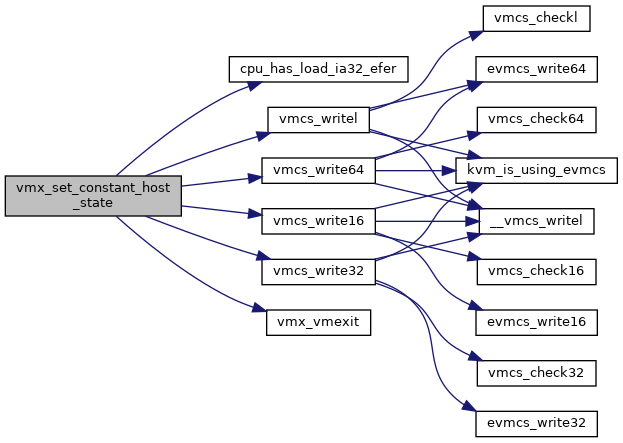 vmx_set_constant_host
_state
cpu_has_load_ia32_efer
vmcs_writel
vmcs_write64
vmcs_write16
vmcs_write32
vmx_vmexit
vmcs_checkl
evmcs_write64
vmcs_check64
kvm_is_using_evmcs
__vmcs_writel
vmcs_check16
evmcs_write16
vmcs_check32
evmcs_write32